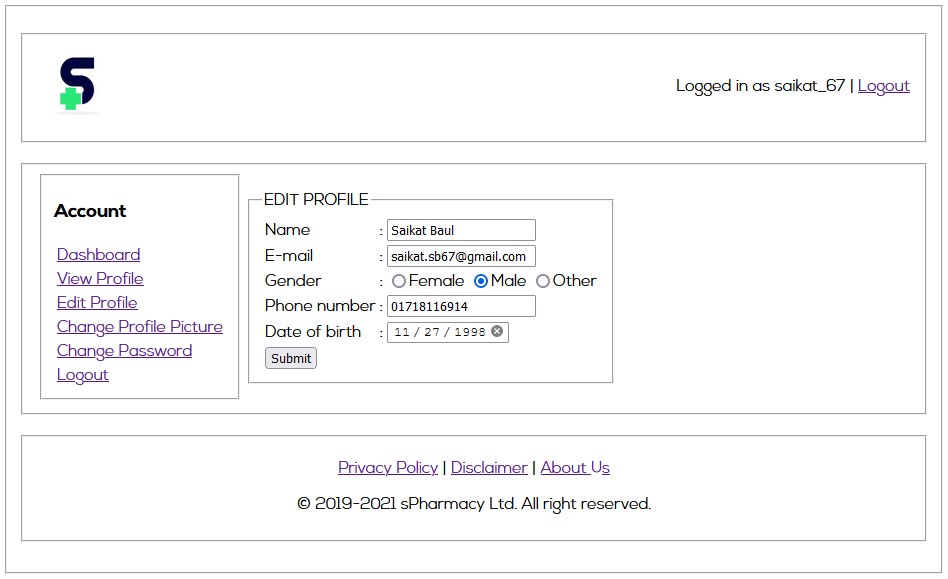 S
Logged in as saikat_67 | Logout
Account
Dashboard
View Profile
Edit Profile
Change Profile Picture
Change Password
Logout
EDIT PROFILE
Name : Saikat Baul
E-mail : saikat.sb67@gmail.com
Gender : Female Male Other
Phone number : 01718116914
Date of birth : 11 / 27 / 1998
Submit
Privacy Policy | Disclaimer | About Us
© 2019-2021 sPharmacy Ltd. All right reserved.